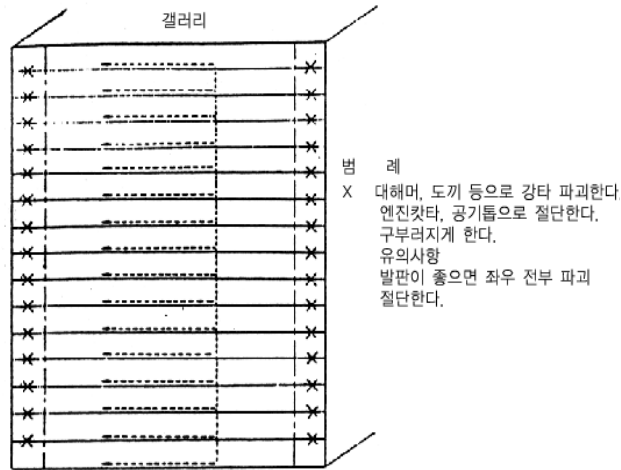 갤러리
범 례
X 대해머, 도끼 등으로 강타 파괴한다.
엔진캇타, 공기톱으로 절단한다.
구부러지게 한다.
유의사항
발판이 좋으면 좌우 전부 파괴
절단한다.